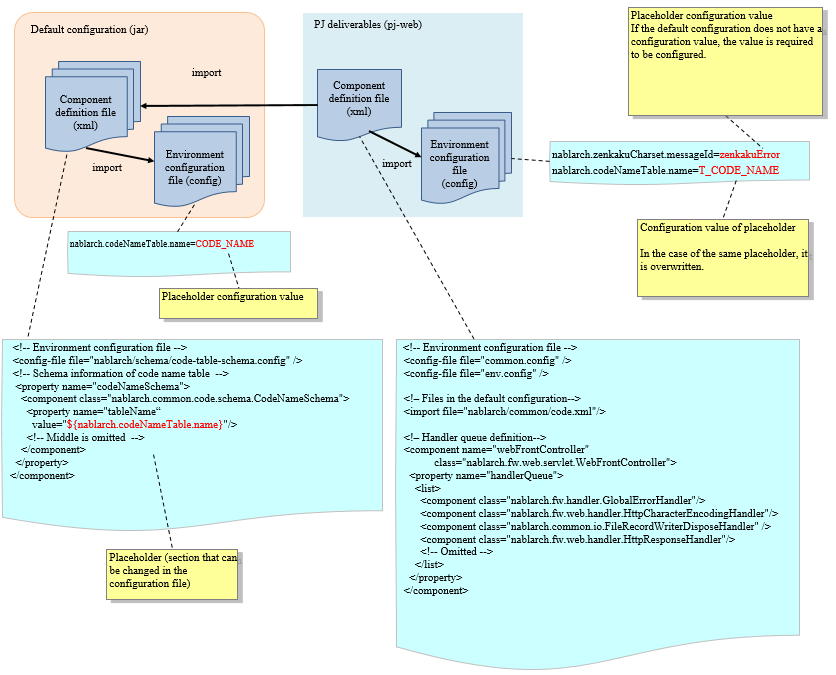 Default configuration (jar)
import
Component
definition file
(xml)
import
Environment
configuration
file (config)
PJ deliverables (pj-web)
Component
definition file
(xml)
import
Environment
configuration
file
(config)
Placeholder configuration value
If the default configuration does not have a
configuration value, the value is required
to be configured.
nablarch.zenkakuCharset.messageId=zenkakuError
nablarch.codeNameTable.name=T_CODE_NAME
Configuration value of placeholder
In the case of the same placeholder, it
is overwritten.
nablarch.codeNameTable.name=CODE_NAME
Placeholder configuration value
<!-- Environment configuration file -->
<config-file file="nablarch/schema/code-table-schema.config" />
<!-- Schema information of code name table  -->
<property name="codeNameSchema">
<component class="nablarch.common.code.schema.CodeNameSchema">
<property name="tableName“
value="${nablarch.codeNameTable.name}"/>
<!-- Middle is omitted  -->
</component>
</property>
</component>
Placeholder (section that can
be changed in the
configuration file)
<!-- Environment configuration file -->
<config-file file="common.config" />
<config-file file="env.config" />
<!– Files in the default configuration-->
<import file="nablarch/common/code.xml"/>
<!– Handler queue definition-->
<component name="webFrontController"
class="nablarch.fw.web.servlet.WebFrontController">
<property name="handlerQueue">
<list>
<component class="nablarch.fw.handler.GlobalErrorHandler"/>
<component class="nablarch.fw.web.handler.HttpCharacterEncodingHandler"/>
<component class="nablarch.common.io.FileRecordWriterDisposeHandler" />
<component class="nablarch.fw.web.handler.HttpResponseHandler"/>
<!-- Omitted -->
</list>
</property>
</component>